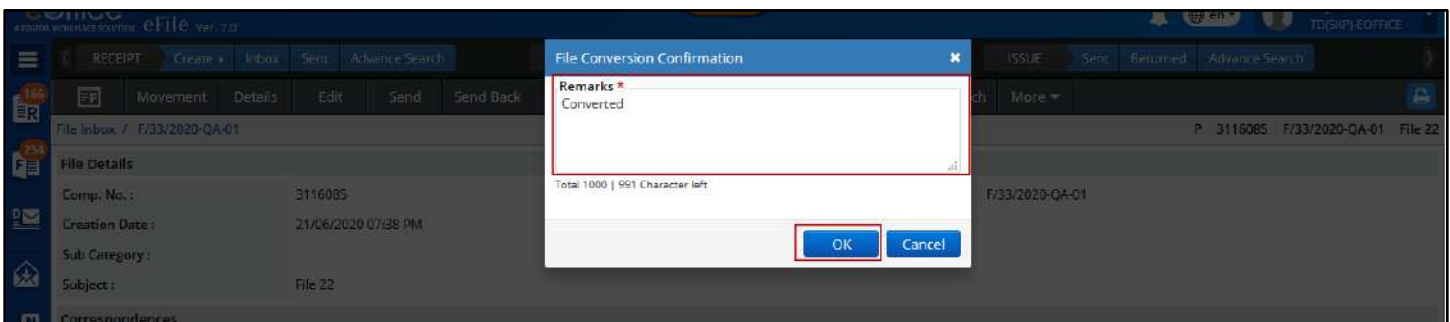 eFile Ver. 7.0
en
TD(SKP)-EOFFICE
RECEIPT Create Inbox Sent Advance Search
ISSUE Sent Returned Advance Search
File Conversion Confirmation
166
R
Movement Details Edit Send Send Back
More
Remarks *
Converted
File Inbox / F/33/2020-QA-01
P 3116085 F/33/2020-QA-01 File 22
254
F
File Details
Total 1000 | 991 Character left
Comp. No. : 3116085
F/33/2020-QA-01
D
Creation Date : 21/06/2020 07:38 PM
OK Cancel
Sub Category :
Subject : File 22
N
Correspondences